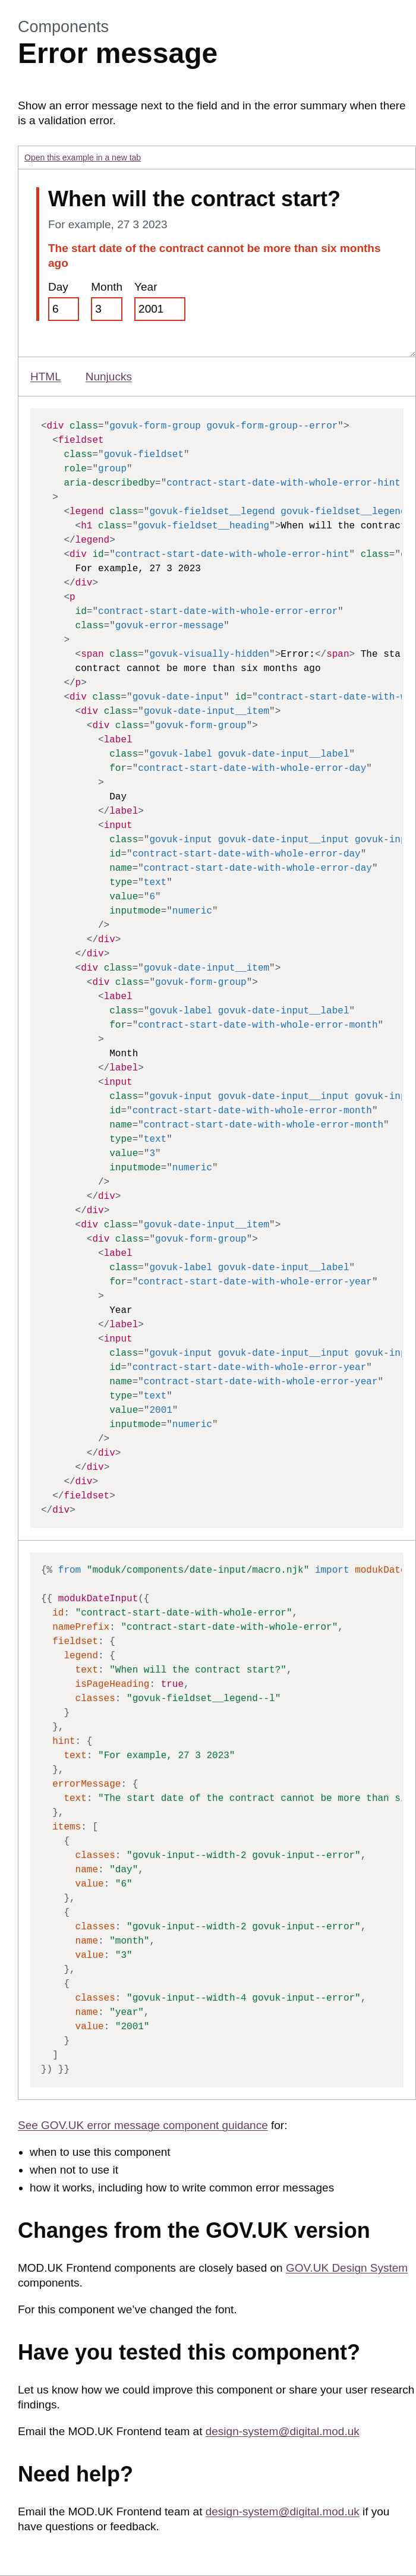 Components
Error message
Show an error message next to the field and in the error summary when there
is a validation error.
Open this example in a new tab
When will the contract start?
For example, 27 3 2023
The start date of the contract cannot be more than six months
ago
Day Month Year
6 3 2001
HTML Nunjucks
<div class="govuk-form-group govuk-form-group--error">
  <fieldset
    class="govuk-fieldset"
    role="group"
    aria-describedby="contract-start-date-with-whole-error-hint
  >
    <legend class="govuk-fieldset__legend govuk-fieldset__legend
      <h1 class="govuk-fieldset__heading">When will the contract
    </legend>
    <div id="contract-start-date-with-whole-error-hint" class="g
      For example, 27 3 2023
    </div>
    <p
      id="contract-start-date-with-whole-error-error"
      class="govuk-error-message"
    >
      <span class="govuk-visually-hidden">Error:</span> The sta
      contract cannot be more than six months ago
    </p>
    <div class="govuk-date-input" id="contract-start-date-with-w
      <div class="govuk-date-input__item">
        <div class="govuk-form-group">
          <label
            class="govuk-label govuk-date-input__label"
            for="contract-start-date-with-whole-error-day"
          >
            Day
          </label>
          <input
            class="govuk-input govuk-date-input__input govuk-inp
            id="contract-start-date-with-whole-error-day"
            name="contract-start-date-with-whole-error-day"
            type="text"
            value="6"
            inputmode="numeric"
          />
        </div>
      </div>
      <div class="govuk-date-input__item">
        <div class="govuk-form-group">
          <label
            class="govuk-label govuk-date-input__label"
            for="contract-start-date-with-whole-error-month"
          >
            Month
          </label>
          <input
            class="govuk-input govuk-date-input__input govuk-inp
            id="contract-start-date-with-whole-error-month"
            name="contract-start-date-with-whole-error-month"
            type="text"
            value="3"
            inputmode="numeric"
          />
        </div>
      </div>
      <div class="govuk-date-input__item">
        <div class="govuk-form-group">
          <label
            class="govuk-label govuk-date-input__label"
            for="contract-start-date-with-whole-error-year"
          >
            Year
          </label>
          <input
            class="govuk-input govuk-date-input__input govuk-inp
            id="contract-start-date-with-whole-error-year"
            name="contract-start-date-with-whole-error-year"
            type="text"
            value="2001"
            inputmode="numeric"
          />
        </div>
      </div>
    </div>
  </fieldset>
</div>
{% from "moduk/components/date-input/macro.njk" import modukDate
{{ modukDateInput({
  id: "contract-start-date-with-whole-error",
  namePrefix: "contract-start-date-with-whole-error",
  fieldset: {
    legend: {
      text: "When will the contract start?",
      isPageHeading: true,
      classes: "govuk-fieldset__legend--l"
    }
  },
  hint: {
    text: "For example, 27 3 2023"
  },
  errorMessage: {
    text: "The start date of the contract cannot be more than si
  },
  items: [
    {
      classes: "govuk-input--width-2 govuk-input--error",
      name: "day",
      value: "6"
    },
    {
      classes: "govuk-input--width-2 govuk-input--error",
      name: "month",
      value: "3"
    },
    {
      classes: "govuk-input--width-4 govuk-input--error",
      name: "year",
      value: "2001"
    }
  ]
}) }}
See GOV.UK error message component guidance for:
• when to use this component
• when not to use it
• how it works, including how to write common error messages
Changes from the GOV.UK version
MOD.UK Frontend components are closely based on GOV.UK Design System
components.
For this component we’ve changed the font.
Have you tested this component?
Let us know how we could improve this component or share your user research
findings.
Email the MOD.UK Frontend team at design-system@digital.mod.uk
Need help?
Email the MOD.UK Frontend team at design-system@digital.mod.uk if you
have questions or feedback.